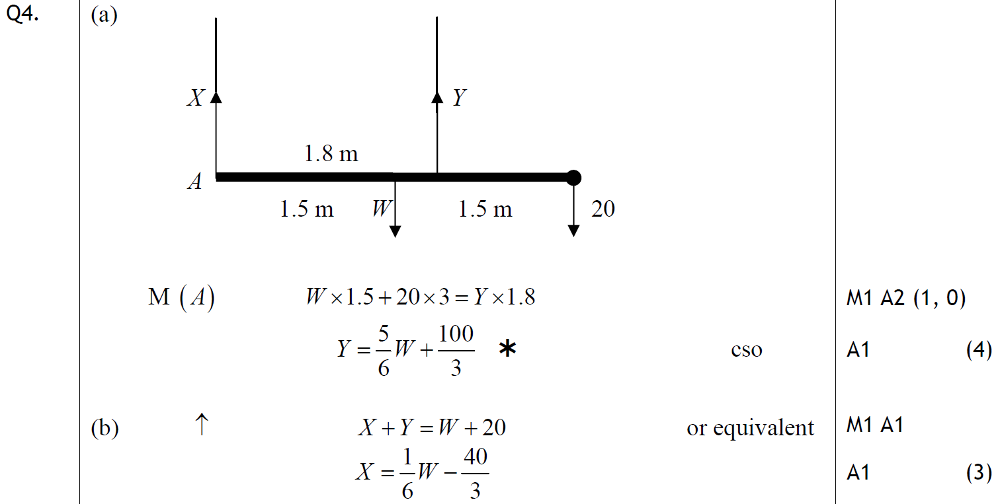 Q4. (a)
X Y
1.8 m
A
1.5 m W 1.5 m 20
M (A) W × 1.5 + 20 × 3 = Y × 1.8 M1 A2 (1, 0)
Y = 5/6 W + 100/3 * cso A1 (4)
(b) ↑ X + Y = W + 20 or equivalent M1 A1
X = 1/6 W − 40/3 A1 (3)